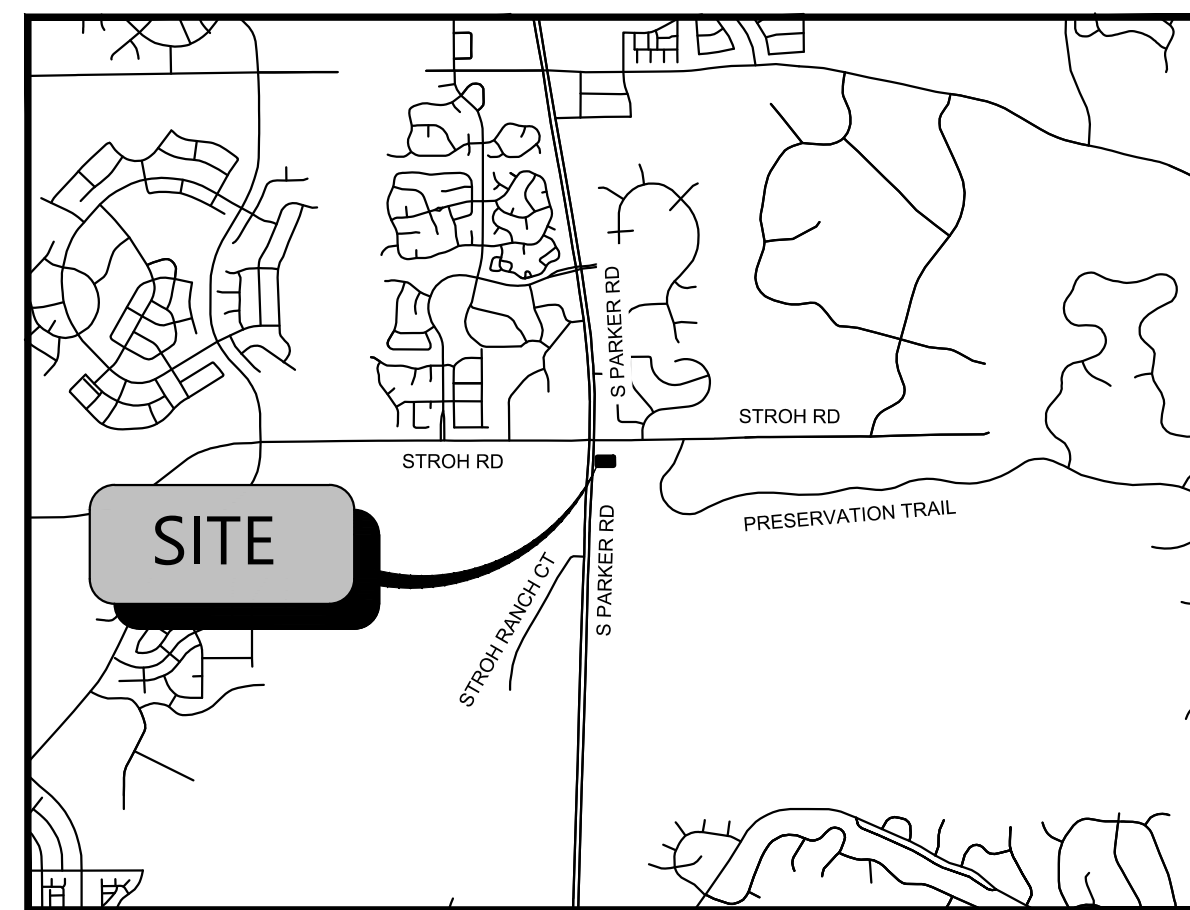 S PARKER RD
STROH RD
STROH RD
SITE
PRESERVATION TRAIL
S PARKER RD
STROH RANCH CT